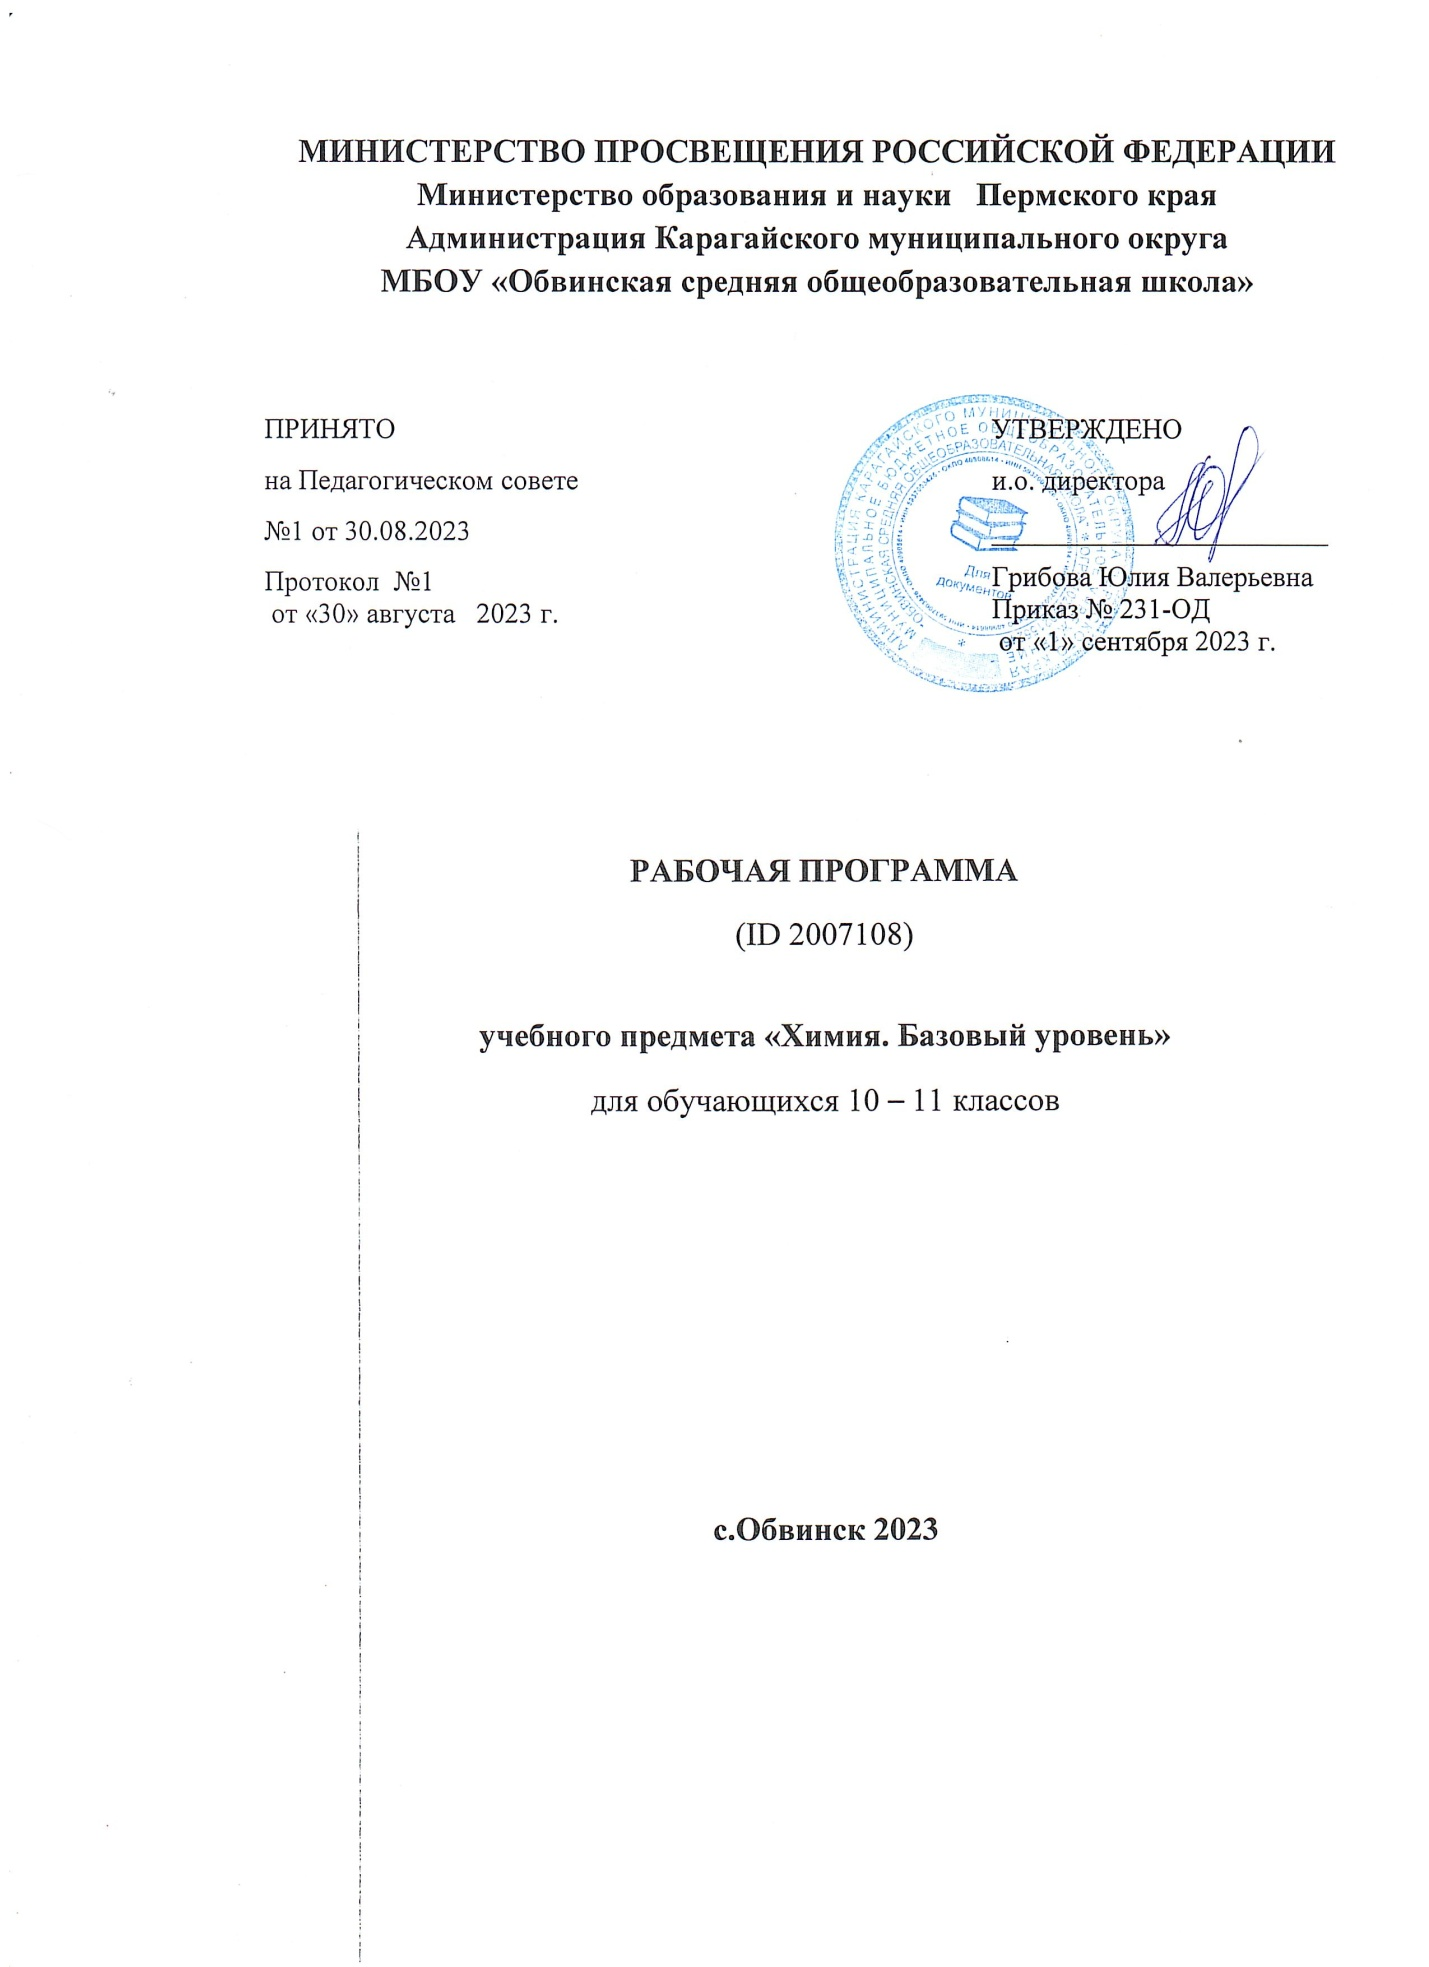 МИНИСТЕРСТВО ПРОСВЕЩЕНИЯ РОССИЙСКОЙ ФЕДЕРАЦИИ
Министерство образования и науки Пермского края
Администрация Карагайского муниципального округа
МБОУ «Обвинская средняя общеобразовательная школа»
ПРИНЯТО
на Педагогическом совете
№1 от 30.08.2023
Протокол №1
от «30» августа 2023 г.
УТВЕРЖДЕНО
и.о. директора
Грибова Юлия Валерьевна
Приказ № 231-ОД
от «1» сентября 2023 г.
Для
документов
РАБОЧАЯ ПРОГРАММА
(ID 2007108)
учебного предмета «Химия. Базовый уровень»
для обучающихся 10 – 11 классов
с.Обвинск 2023